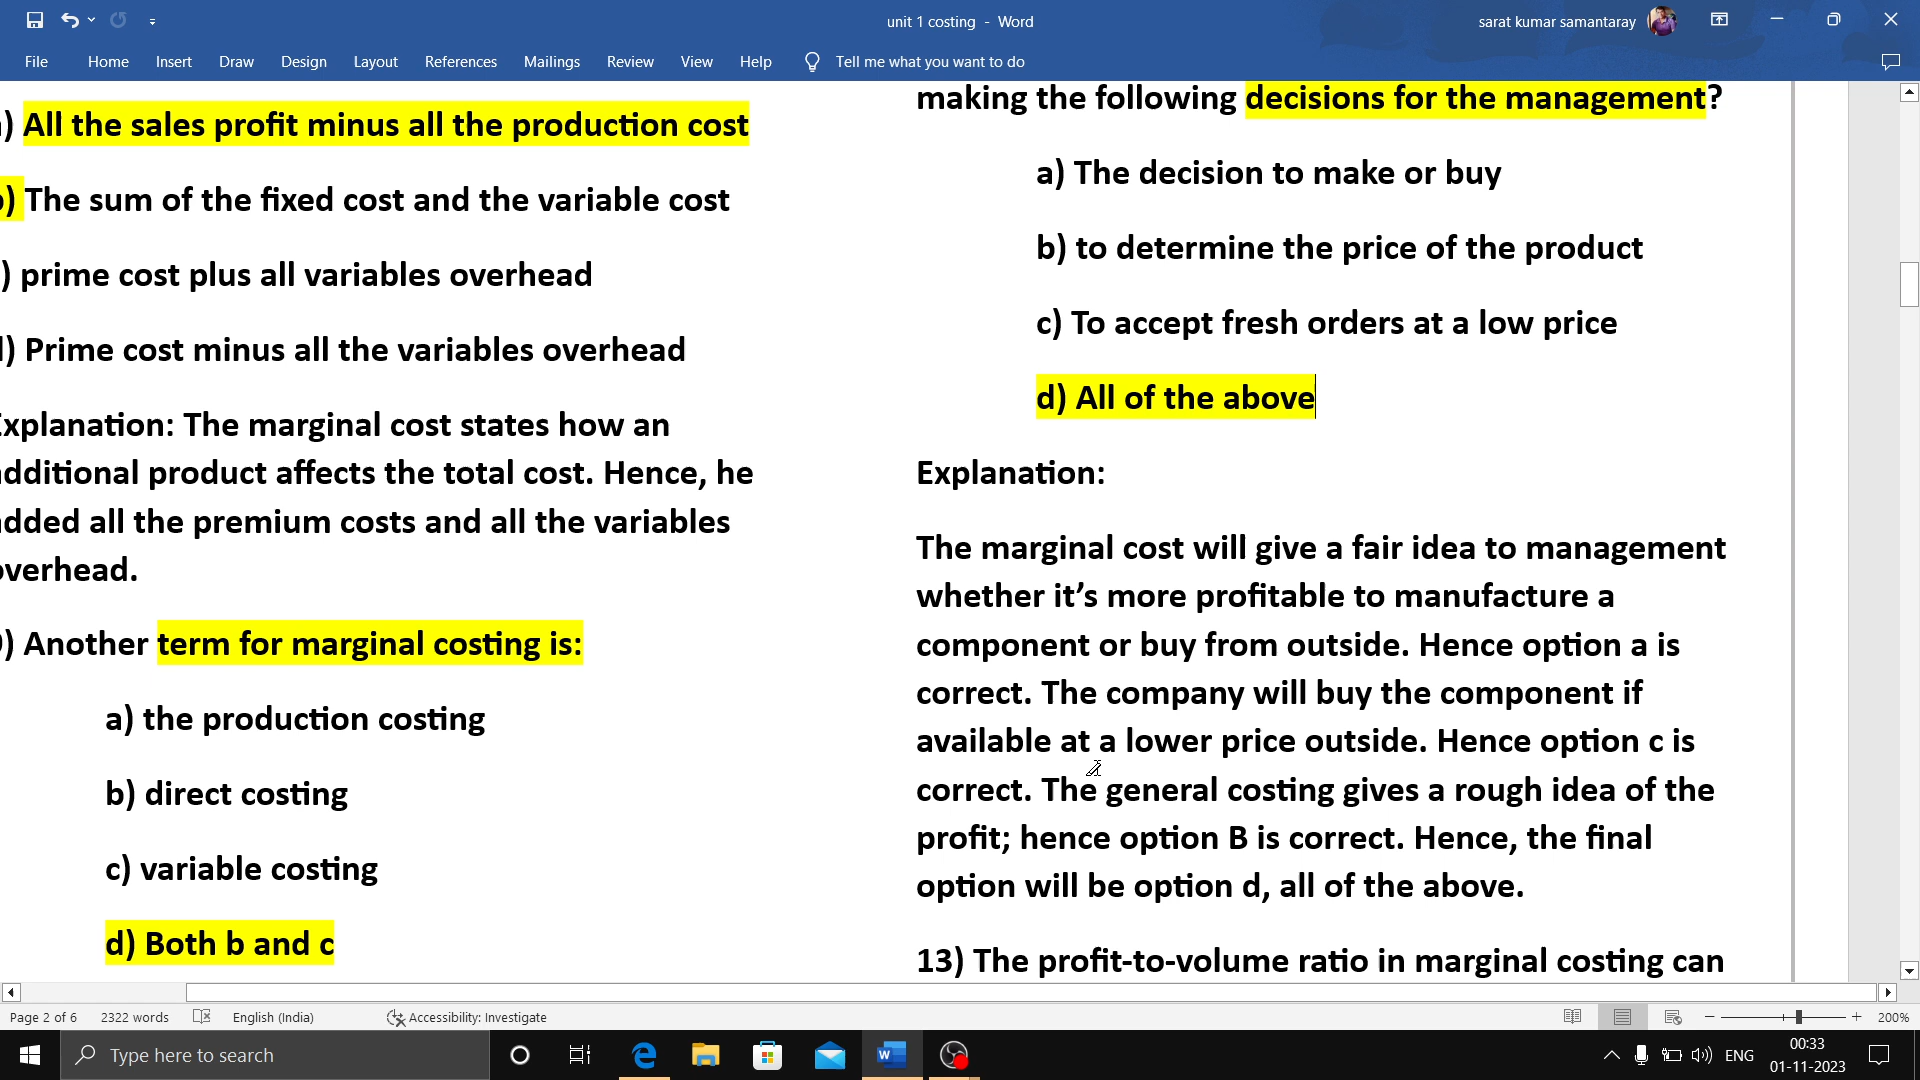 unit 1 costing - Word
sarat kumar samantaray
File Home Insert Draw Design Layout References Mailings Review View Help Tell me what you want to do
) All the sales profit minus all the production cost
) The sum of the fixed cost and the variable cost
) prime cost plus all variables overhead
) Prime cost minus all the variables overhead
xplanation: The marginal cost states how an
dditional product affects the total cost. Hence, he
dded all the premium costs and all the variables
verhead.
) Another term for marginal costing is:
a) the production costing
b) direct costing
c) variable costing
d) Both b and c
making the following decisions for the management?
a) The decision to make or buy
b) to determine the price of the product
c) To accept fresh orders at a low price
d) All of the above
Explanation:
The marginal cost will give a fair idea to management
whether it’s more profitable to manufacture a
component or buy from outside. Hence option a is
correct. The company will buy the component if
available at a lower price outside. Hence option c is
correct. The general costing gives a rough idea of the
profit; hence option B is correct. Hence, the final
option will be option d, all of the above.
13) The profit-to-volume ratio in marginal costing can
Page 2 of 6 2322 words English (India) Accessibility: Investigate 200%
Type here to search
ENG
00:33
01-11-2023